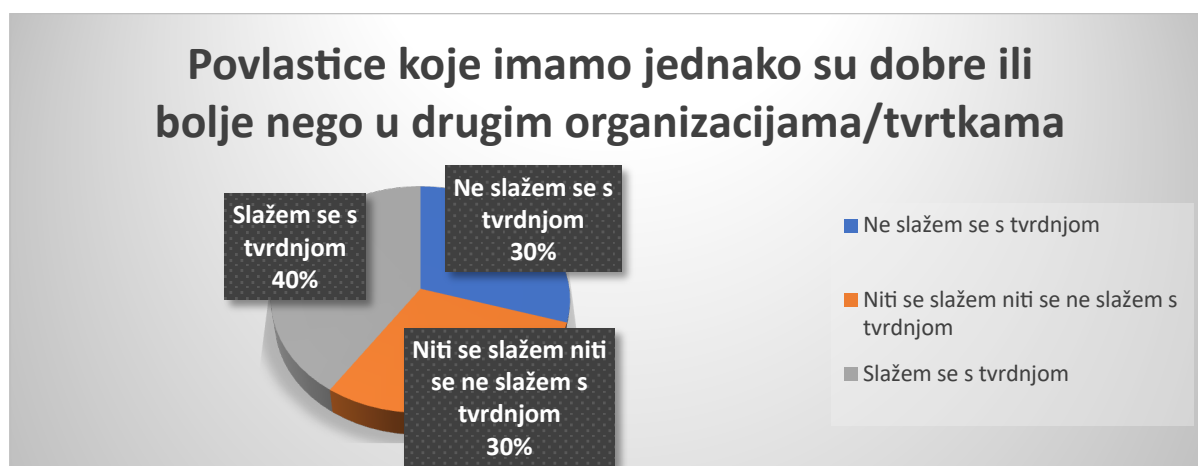 Povlastice koje imamo jednako su dobre ili
bolje nego u drugim organizacijama/tvrtkama
Slažem se s
tvrdnjom
40%
Ne slažem se s
tvrdnjom
30%
Niti se slažem niti
se ne slažem s
tvrdnjom
30%
Ne slažem se s tvrdnjom
Niti se slažem niti se ne slažem s
tvrdnjom
Slažem se s tvrdnjom